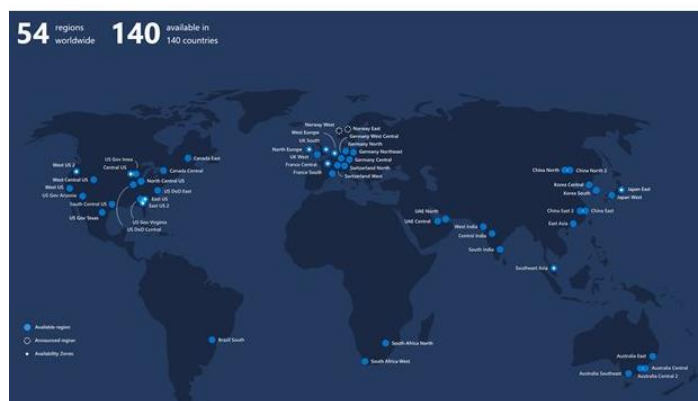 54 regions worldwide
140 available in 140 countries
Norway West
Norway East
West Europe
Germany West Central
UK South
Germany North
North Europe
Germany Northeast
UK West
Germany Central
France Central
Switzerland North
France South
Switzerland West
Canada East
US Gov Iowa
West US 2
Central US
Canada Central
West Central US
North Central US
West US
US DoD East
US Gov Arizona
East US
South Central US
East US 2
US Gov Texas
US Gov Virginia
US DoD Central
China North
China North 2
Korea Central
Japan East
Korea South
Japan West
UAE North
China East 2
China East
UAE Central
West India
East Asia
Central India
South India
Southeast Asia
Available region
Announced region
Availability Zones
Brazil South
South Africa North
South Africa West
Australia East
Australia Central
Australia Southeast
Australia Central 2